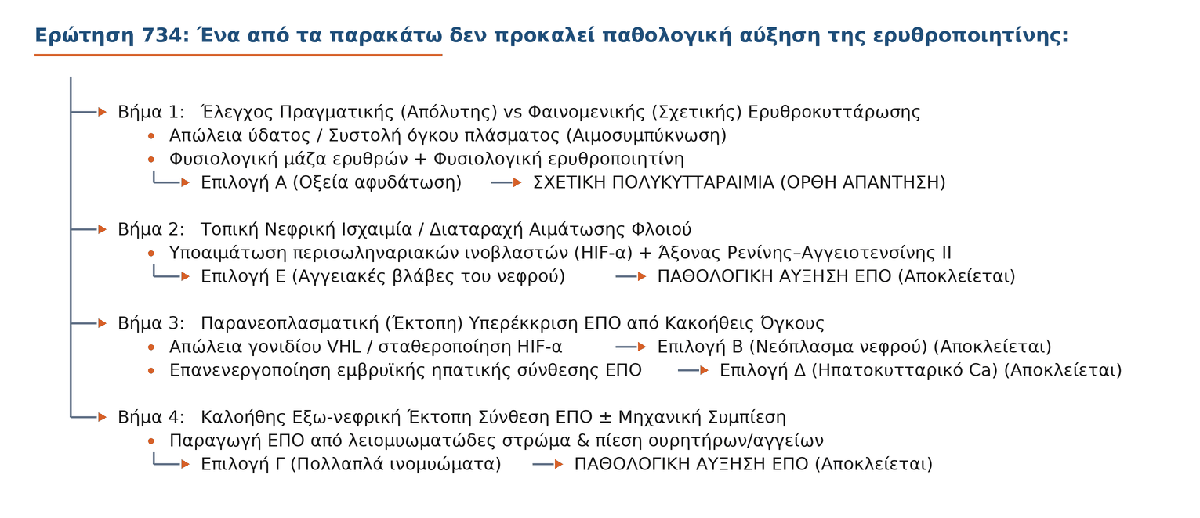 Ερώτηση 734: Ένα από τα παρακάτω δεν προκαλεί παθολογική αύξηση της ερυθροποιητίνης:
Βήμα 1: Έλεγχος Πραγματικής (Απόλυτης) vs Φαινομενικής (Σχετικής) Ερυθροκυττάρωσης
• Απώλεια ύδατος / Συστολή όγκου πλάσματος (Αιμοσυμπύκνωση)
• Φυσιολογική μάζα ερυθρών + Φυσιολογική ερυθροποιητίνη
Επιλογή Α (Οξεία αφυδάτωση) ΣΧΕΤΙΚΗ ΠΟΛΥΚΥΤΤΑΡΑΙΜΙΑ (ΟΡΘΗ ΑΠΑΝΤΗΣΗ)
Βήμα 2: Τοπική Νεφρική Ισχαιμία / Διαταραχή Αιμάτωσης Φλοιού
• Υποαιμάτωση περισωληναριακών ινοβλαστών (HIF-α) + Άξονας Ρενίνης–Αγγειοτενσίνης II
Επιλογή Ε (Αγγειακές βλάβες του νεφρού) ΠΑΘΟΛΟΓΙΚΗ ΑΥΞΗΣΗ ΕΠΟ (Αποκλείεται)
Βήμα 3: Παρανεοπλασματική (Έκτοπη) Υπερέκκριση ΕΠΟ από Κακοήθεις Όγκους
• Απώλεια γονιδίου VHL / σταθεροποίηση HIF-α Επιλογή Β (Νεόπλασμα νεφρού) (Αποκλείεται)
• Επανενεργοποίηση εμβρυϊκής ηπατικής σύνθεσης ΕΠΟ Επιλογή Δ (Ηπατοκυτταρικό Ca) (Αποκλείεται)
Βήμα 4: Καλοήθης Εξω-νεφρική Έκτοπη Σύνθεση ΕΠΟ ± Μηχανική Συμπίεση
• Παραγωγή ΕΠΟ από λειομυωματώδες στρώμα & πίεση ουρητήρων/αγγείων
Επιλογή Γ (Πολλαπλά ινομυώματα) ΠΑΘΟΛΟΓΙΚΗ ΑΥΞΗΣΗ ΕΠΟ (Αποκλείεται)